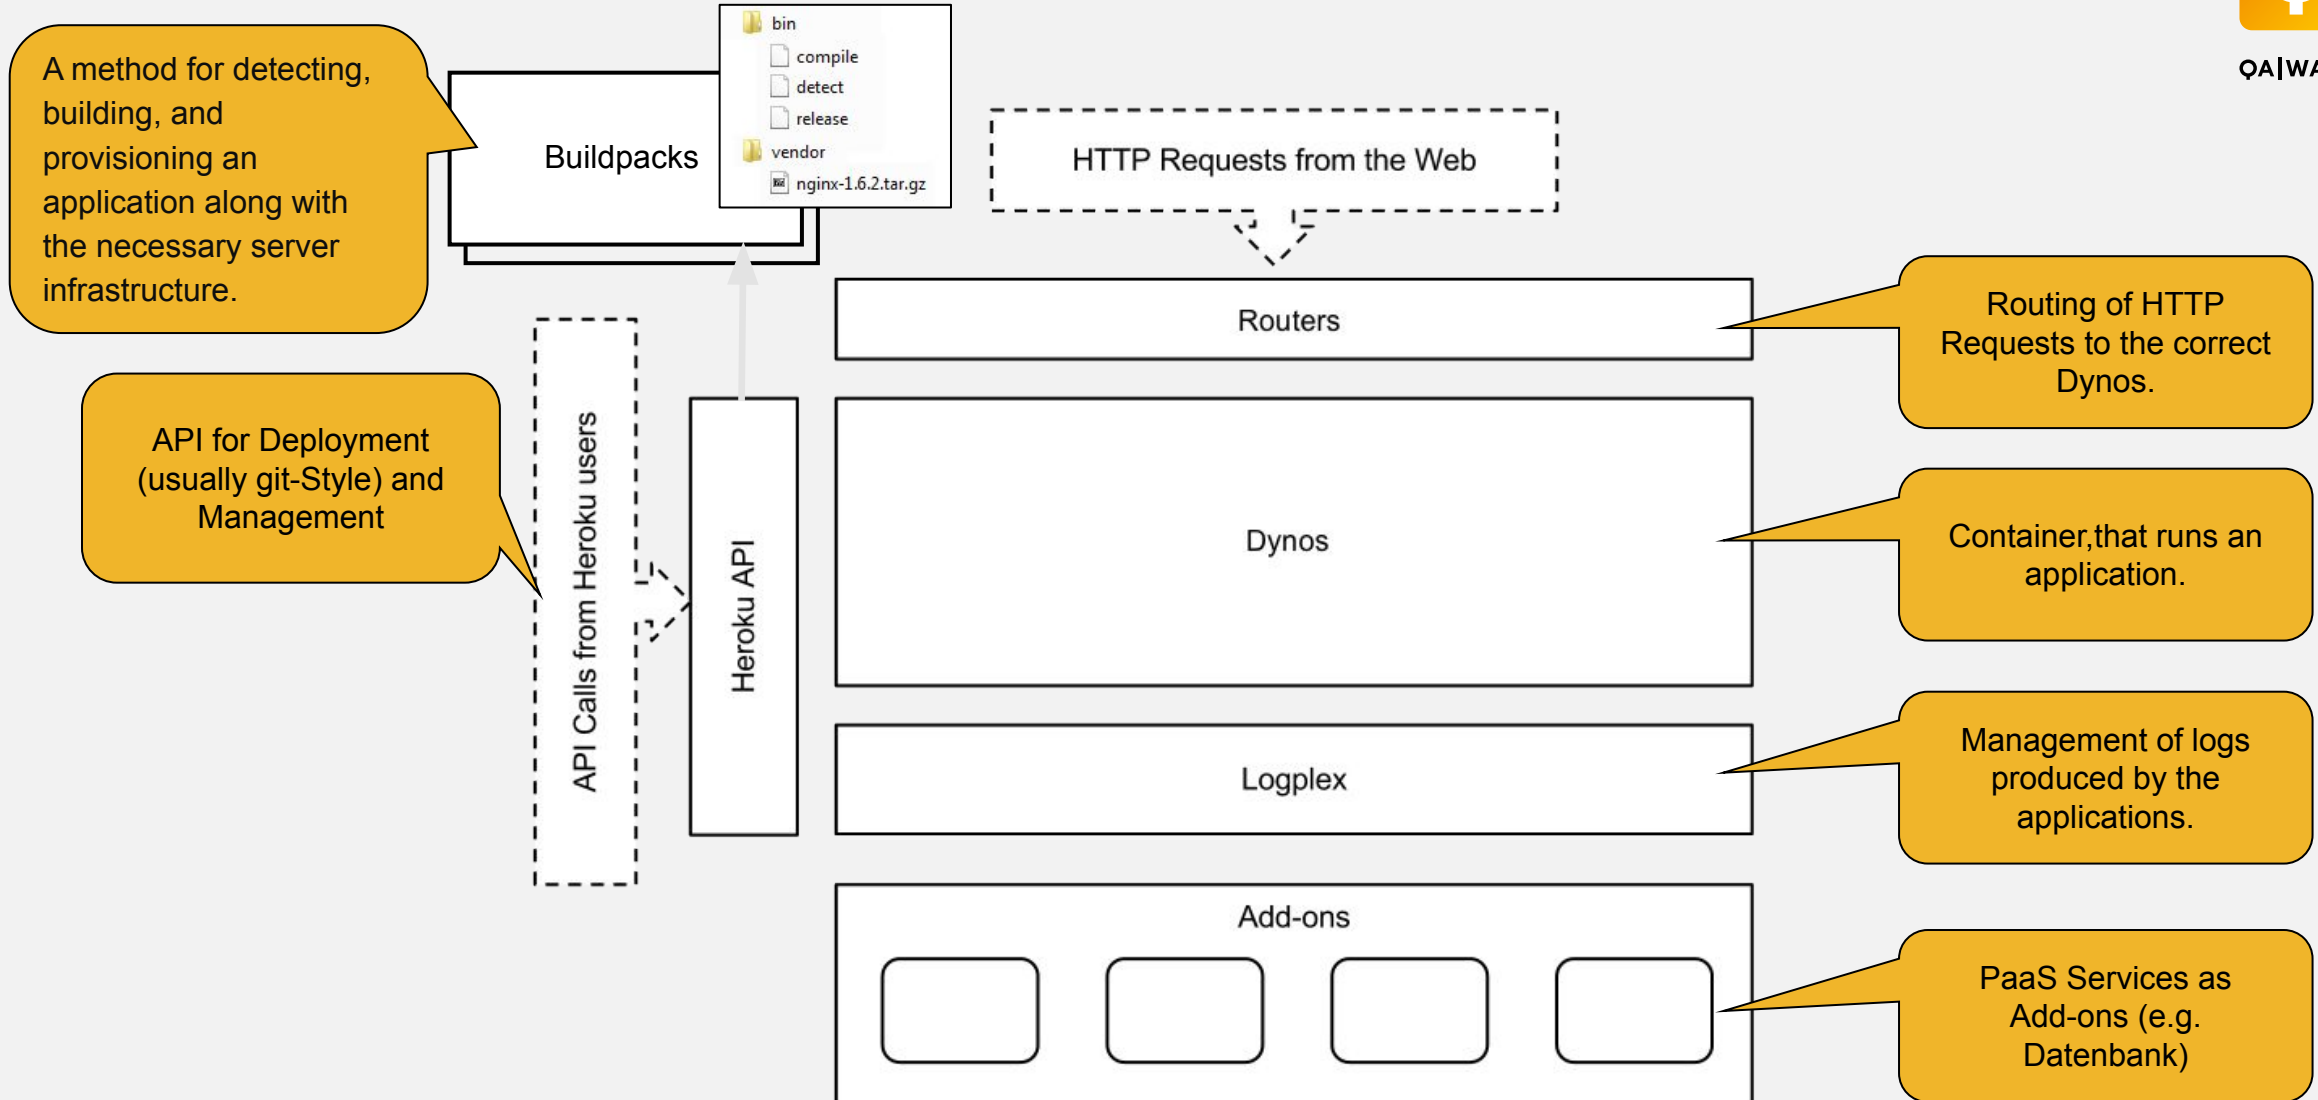 bin
compile
detect
release
vendor
nginx-1.6.2.tar.gz
A method for detecting,
building, and
provisioning an
application along with
the necessary server
infrastructure.
Buildpacks
HTTP Requests from the Web
Routers
Routing of HTTP
Requests to the correct
Dynos.
API for Deployment
(usually git-Style) and
Management
API Calls from Heroku users
Heroku API
Dynos
Container,that runs an
application.
Logplex
Management of logs
produced by the
applications.
Add-ons
PaaS Services as
Add-ons (e.g.
Datenbank)
QA|WA